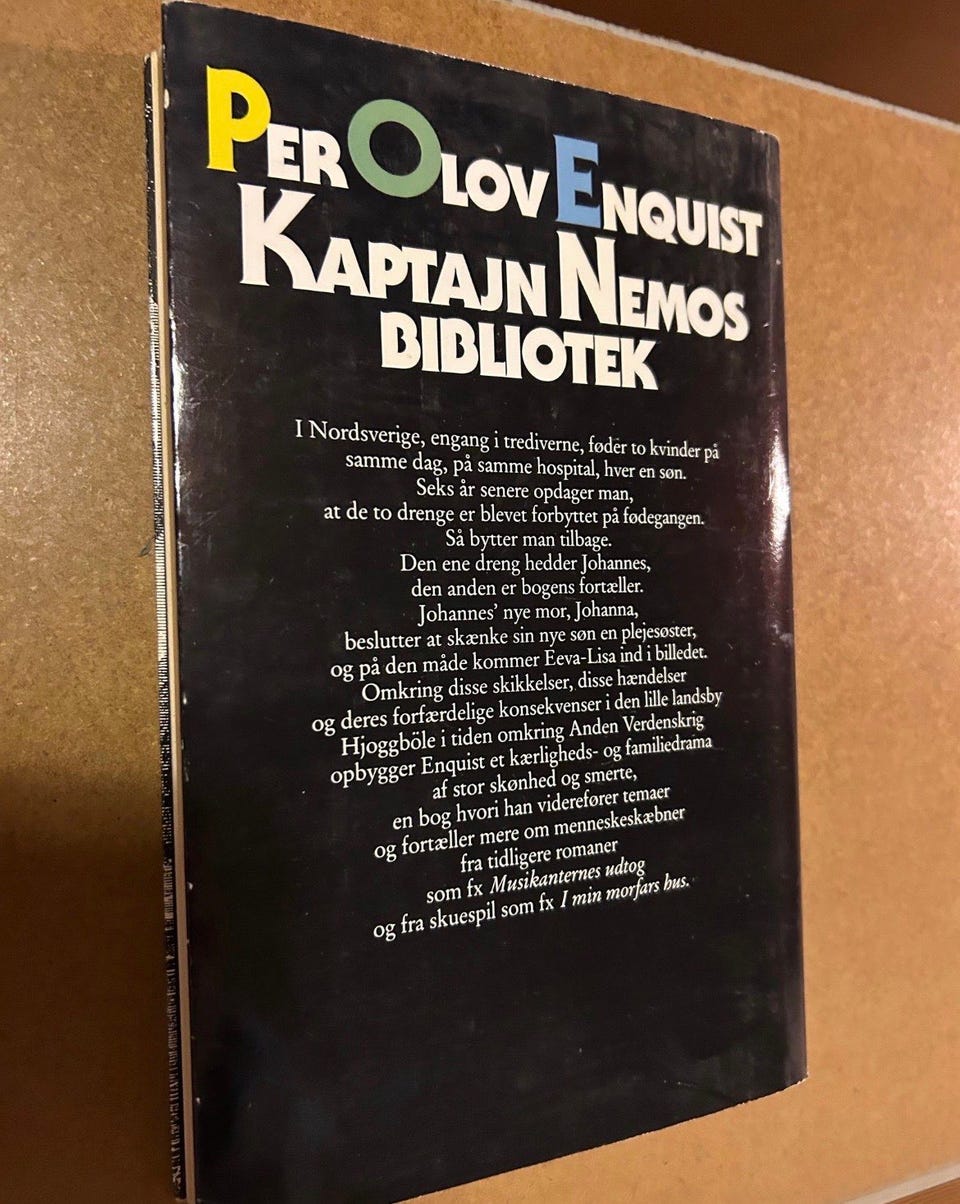 PER OLOV ENQUIST
KAPTAJN NEMOS
BIBLIOTEK
I Nordsverige, engang i trediverne, føder to kvinder på
samme dag, på samme hospital, hver en søn.
Seks år senere opdager man,
at de to drenge er blevet forbyttet på fødegangen.
Så bytter man tilbage.
Den ene dreng hedder Johannes,
den anden er bogens fortæller.
Johannes' nye mor, Johanna,
beslutter at skænke sin nye søn en plejesøster,
og på den måde kommer Eeva-Lisa ind i billedet.
Omkring disse skikkelser, disse hændelser
og deres forfærdelige konsekvenser i den lille landsby
Hjoggböle i tiden omkring Anden Verdenskrig
opbygger Enquist et kærligheds- og familiedrama
af stor skønhed og smerte,
en bog hvori han viderefører temaer
og fortæller mere om menneskeskæbner
fra tidligere romaner
som fx Musikanternes udtog
og fra skuespil som fx I min morfars hus.